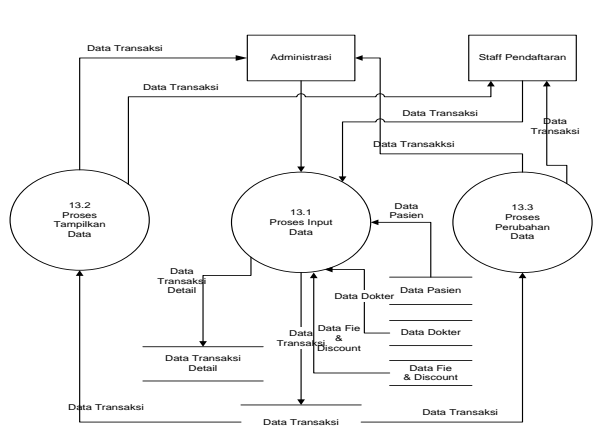 Data Transaksi
Administrasi
Staff Pendaftaran
Data Transaksi
Data Transaksi
Data
Transaksi
Data Transakksi
13.2
Proses
Tampilkan
Data
13.1
Proses Input
Data
13.3
Proses
Perubahan
Data
Data
Pasien
Data
Transaksi
Detail
Data Pasien
Data Dokter
Data
Transaksi
Data Fie
&
Discount
Data Dokter
Data Transaksi
Detail
Data Fie
& Discount
Data Transaksi
Data Transaksi
Data Transaksi